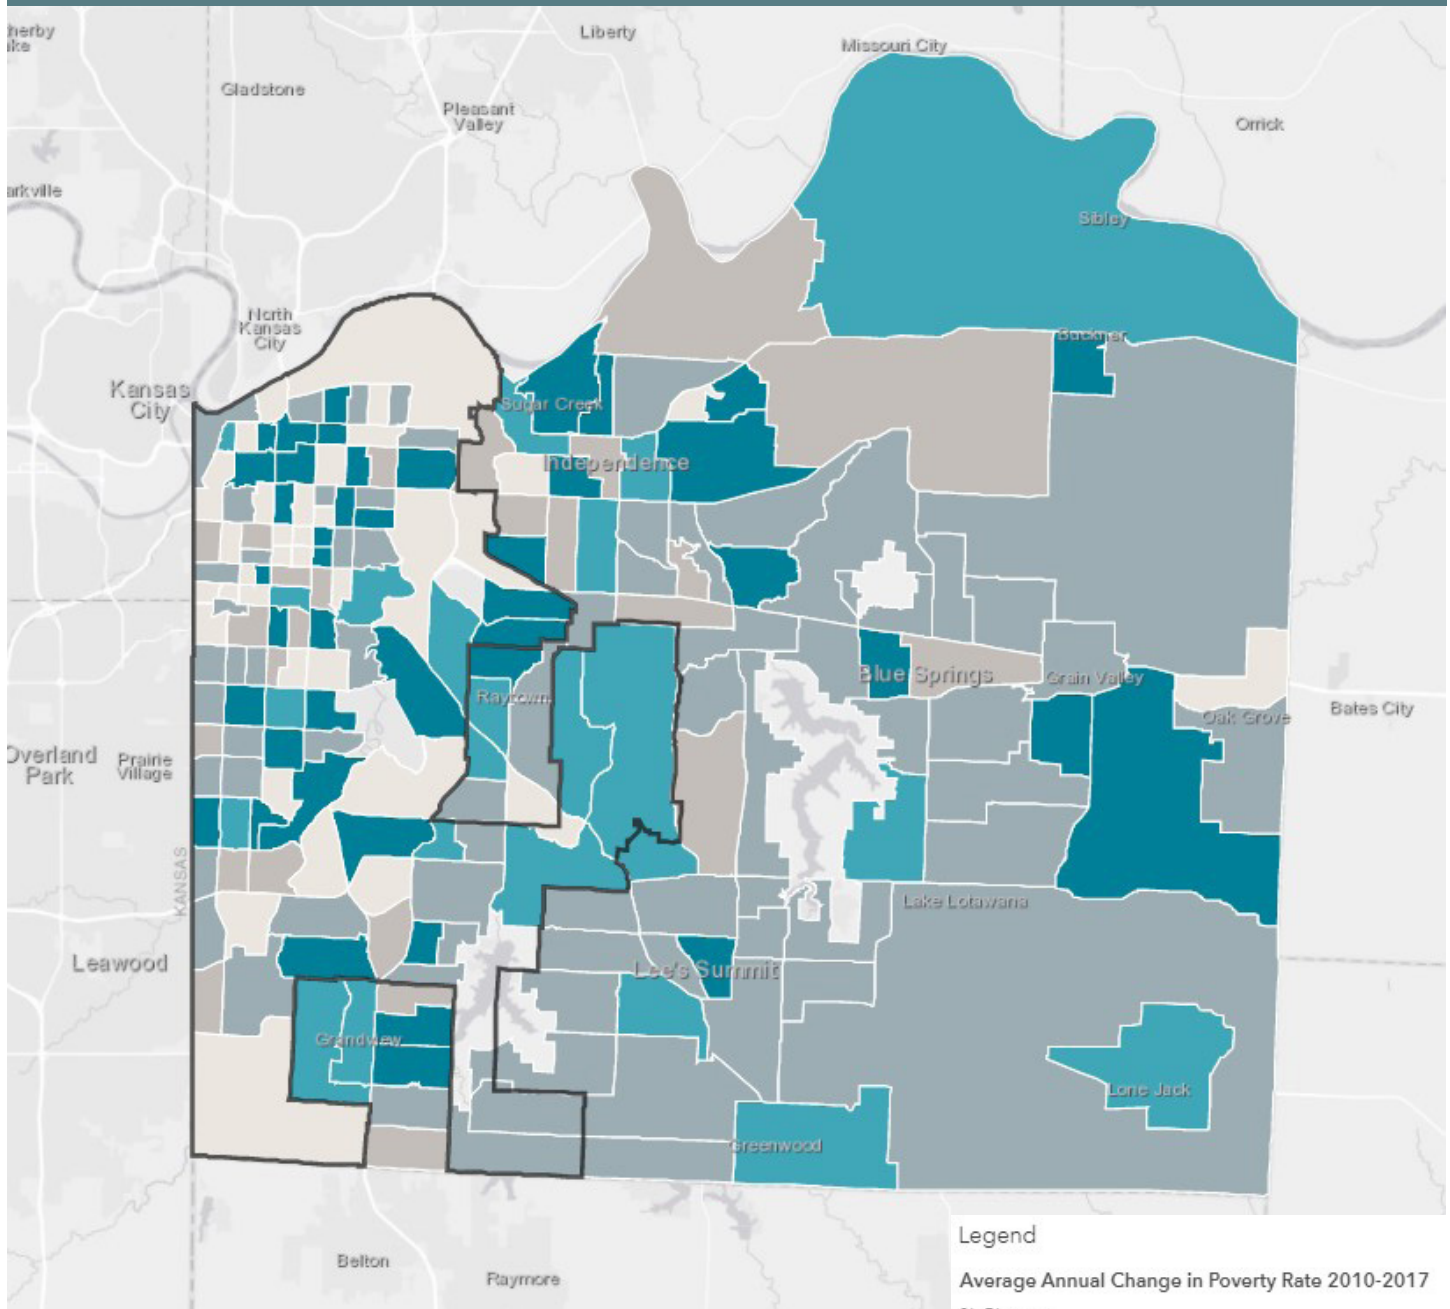 Liberty
Missouri City
Gladstone
Pleasant
Valley
Orrick
Sibley
North
Kansas
City
Buckner
Kansas
City
Sugar Creek
Independence
Blue Springs
Grain Valley
Raytown
Oak Grove
Bates City
Overland
Park
Prairie
Village
KANSAS
Lake Lotawana
Leawood
Lee's Summit
Grandview
Lone Jack
Greenwood
Belton
Raymore
Legend
Average Annual Change in Poverty Rate 2010-2017